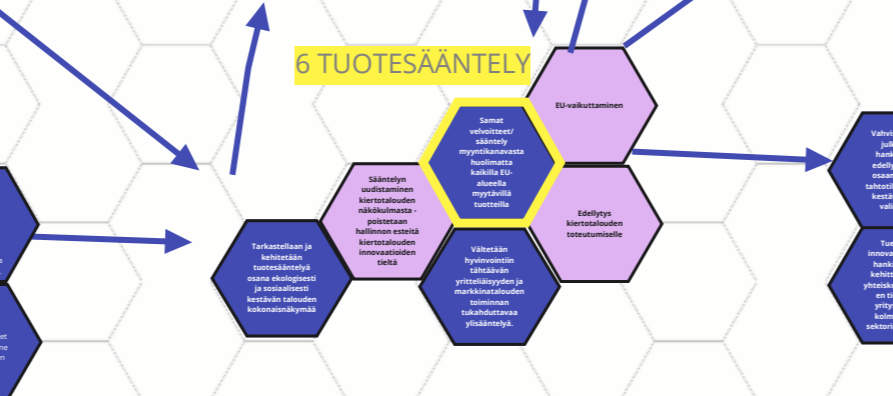 6 TUOTESÄÄNTELY
EU-vaikuttaminen
Samat
velvoitteet/
sääntely
myyntikanavasta
huolimatta
kaikilla EU-
alueella
myytävillä
tuotteilla
Sääntelyn
uudistaminen
kiertotalouden
näkökulmasta -
poistetaan
hallinnon esteitä
kiertotalouden
innovaatioiden
tieltä
Edellytys
kiertotalouden
toteutumiselle
Tarkastellaan ja
kehitetään
tuotesääntelyä
osana ekologisesti
ja sosiaalisesti
kestävän talouden
kokonaisnäkymää
Vältetään
hyvinvointiin
tähtäävän
yritteliäisyyden ja
markkinatalouden
toiminnan
tukahduttavaa
ylisääntelyä.